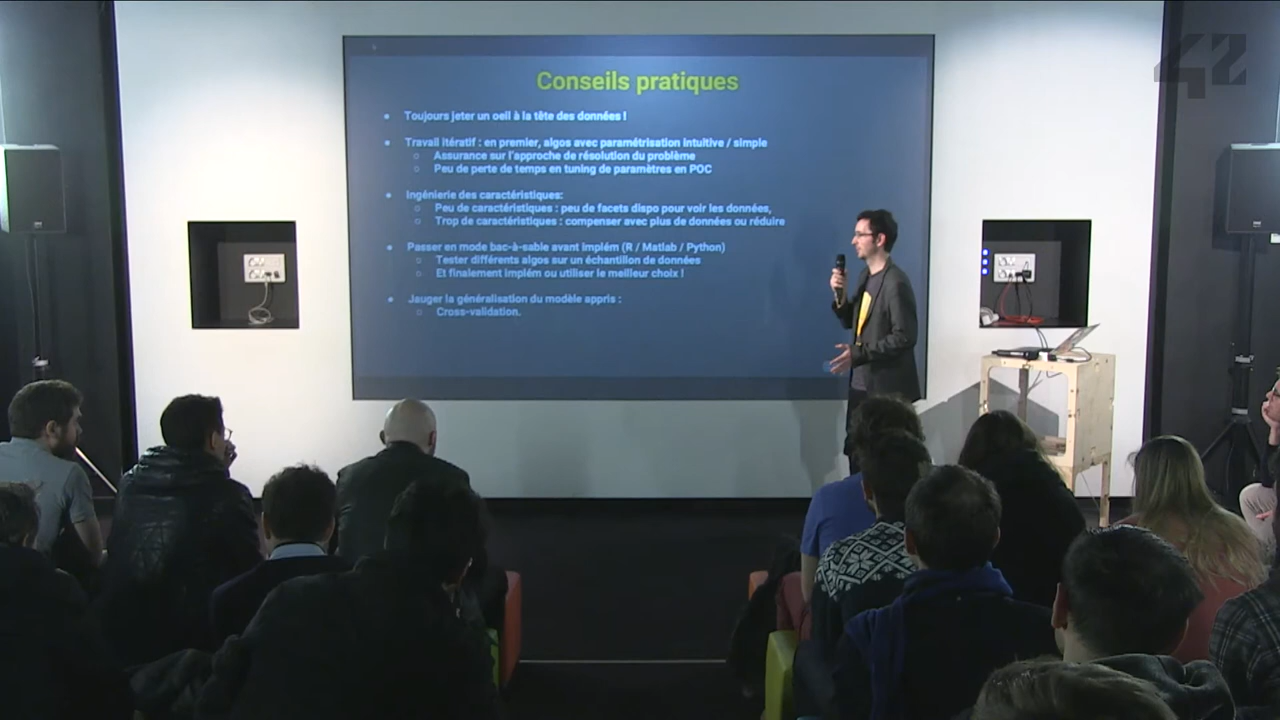 42
Conseils pratiques
Toujours jeter un oeil à la tête des données !
Travail itératif : en premier, algos avec paramétrisation intuitive / simple
Assurance sur l'approche de résolution du problème
Peu de perte de temps en tuning de paramètres en POC
Ingénierie des caractéristiques:
Peu de caractéristiques : peu de facets dispo pour voir les données,
Trop de caractéristiques : compenser avec plus de données ou réduire
Passer en mode bac-à-sable avant implém (R / Matlab / Python)
Tester différents algos sur un échantillon de données
Et finalement implém ou utiliser le meilleur choix !
Jauger la généralisation du modèle appris :
Cross-validation.